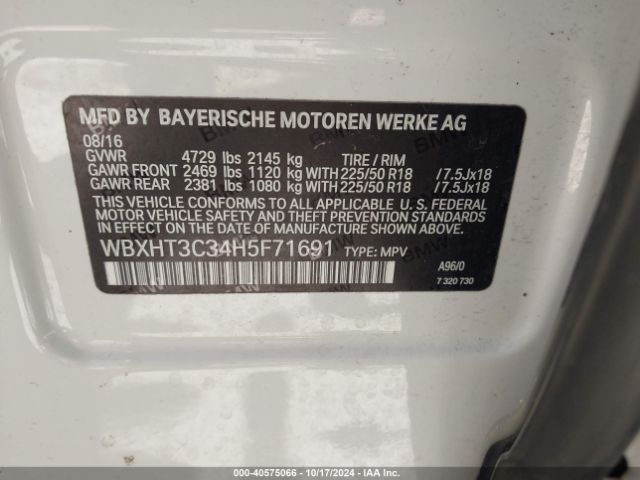 MFD BY BAYERISCHE MOTOREN WERKE AG
08/16
GVWR 4729 lbs 2145 kg TIRE / RIM
GAWR FRONT 2469 lbs 1120 kg WITH 225/50 R18 /7.5Jx18
GAWR REAR 2381 lbs 1080 kg WITH 225/50 R18 /7.5Jx18
THIS VEHICLE CONFORMS TO ALL APPLICABLE U. S. FEDERAL
MOTOR VEHICLE SAFETY AND THEFT PREVENTION STANDARDS
IN EFFECT ON THE DATE OF MANUFACTURE SHOWN ABOVE.
WBXHT3C34H5F71691 TYPE: MPV
A96/0
7 320 730
000-40575066 - 10/17/2024 - IAA Inc.